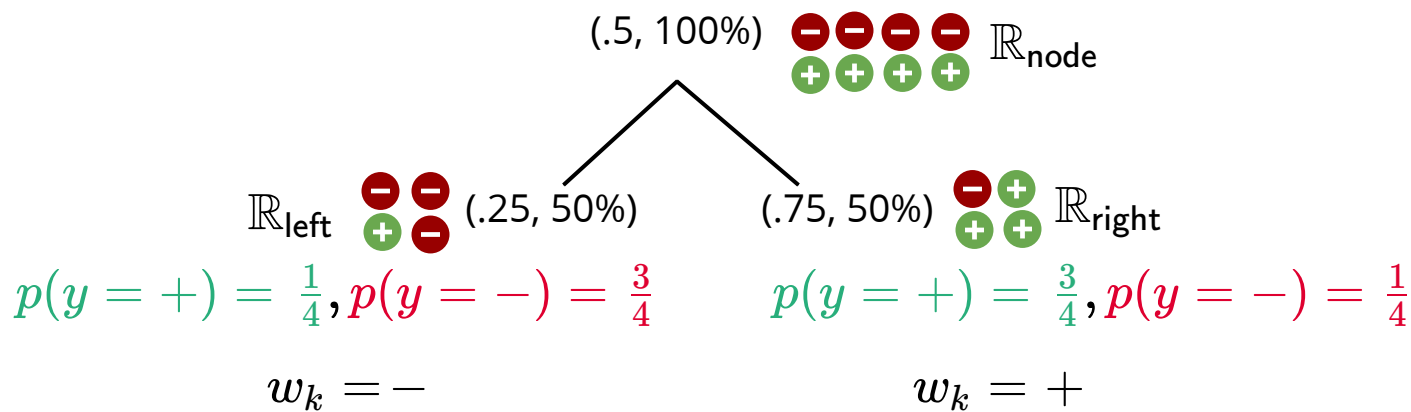 (.5, 100%) ℝnode
ℝleft (.25, 50%) (.75, 50%) ℝright
p(y = +) = 1/4, p(y = −) = 3/4 p(y = +) = 3/4, p(y = −) = 1/4
wk = − wk = +